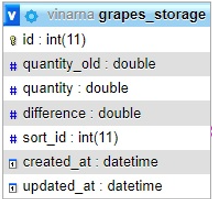 v vinarna grapes_storage
id : int(11)
# quantity_old : double
# quantity : double
# difference : double
# sort_id : int(11)
created_at : datetime
updated_at : datetime